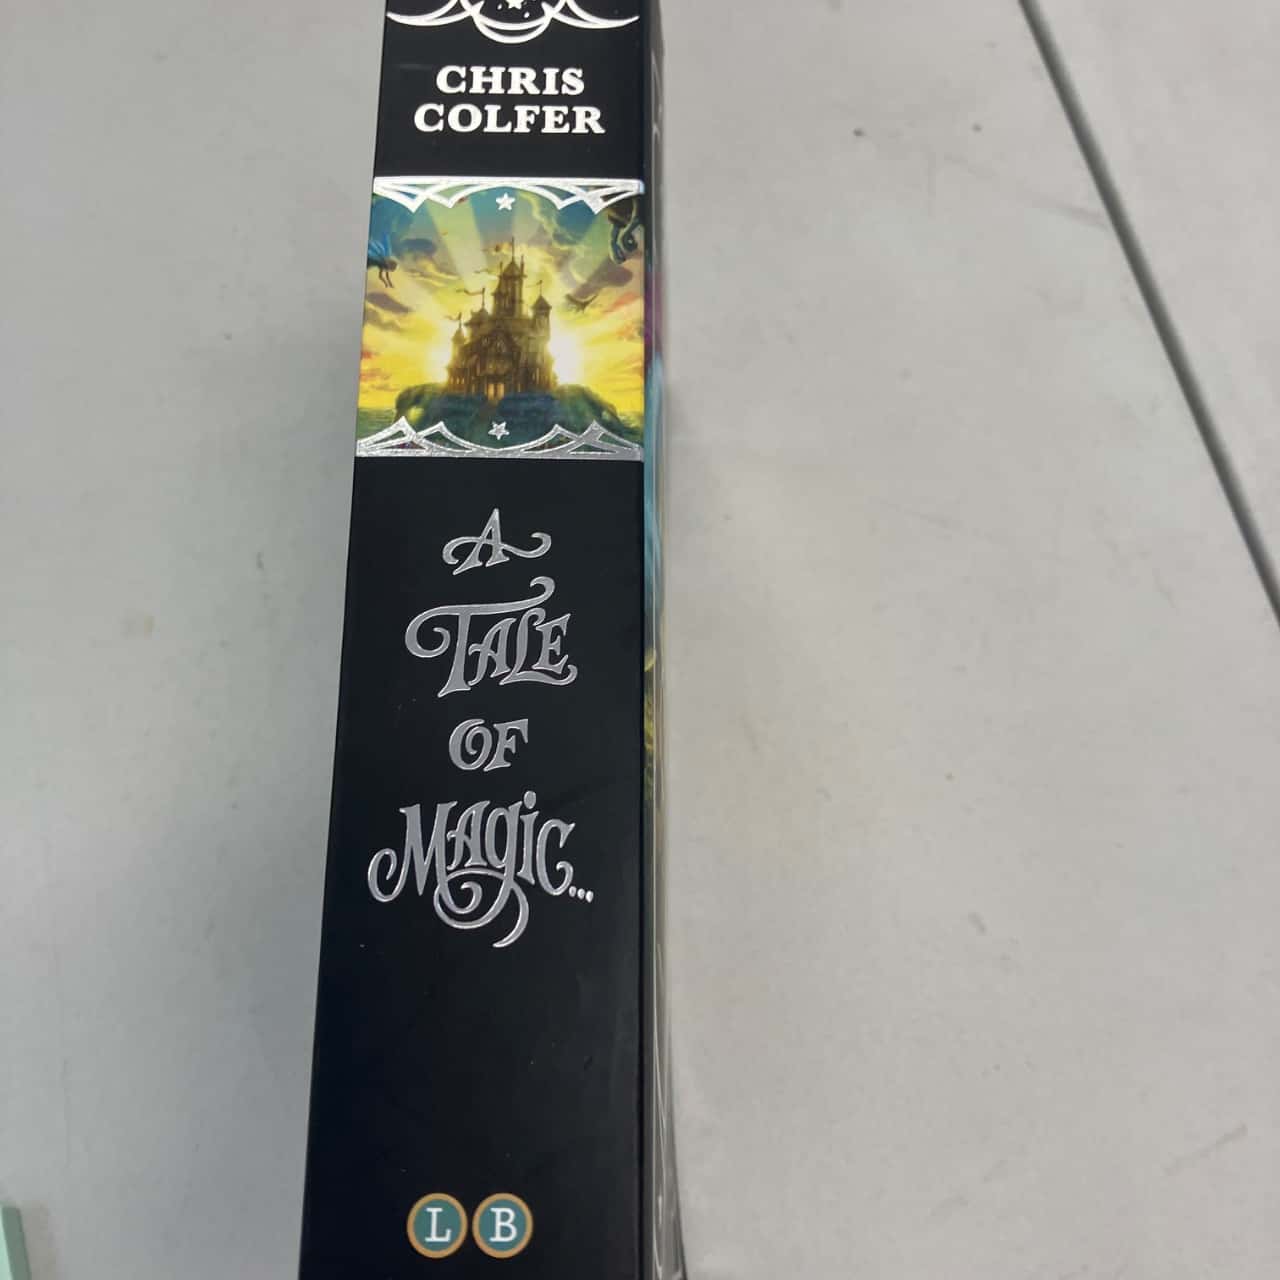 CHRIS
COLFER
A
TALE
OF
MAGIC...
L B